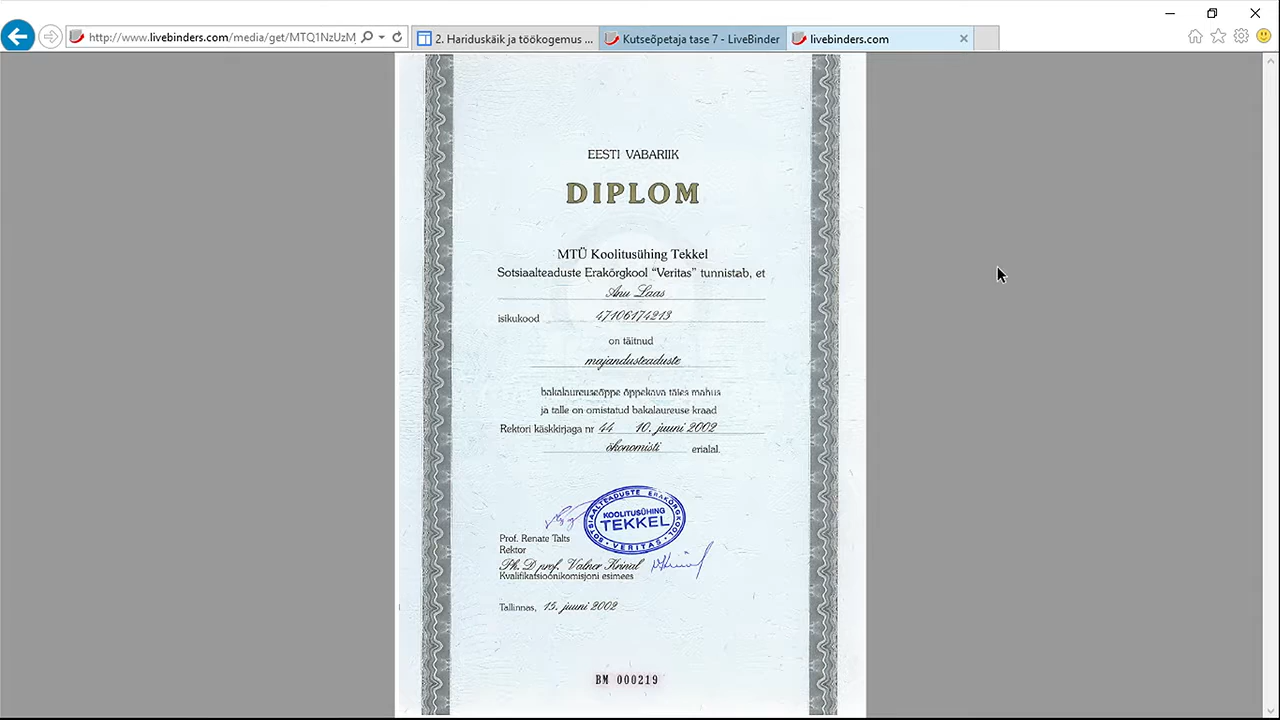 http://www.livebinders.com/media/get/MTQ1NzUzM
2. Hariduskäik ja töökogemus ...
Kutseõpetaja tase 7 - LiveBinder
livebinders.com
EESTI VABARIIK
DIPLOM
MTÜ Koolitusühing Tekkel
Sotsiaalteaduste Erakõrgkool “Veritas” tunnistab, et
Anu Laas
isikukood 47106174213
on täitnud
majandusteaduste
bakalaureuseõppe õppekava täies mahus
ja talle on omistatud bakalaureuse kraad
Rektori käskkirjaga nr 44 10. juuni 2002
ökonomisti erialal.
SOTSIAALTEADUSTE ERAKÕRGKOOL
KOOLITUSÜHING
TEKKEL
VERITAS
Prof. Renate Talts
Rektor
Ph. D prof. Valner Krinal
Kvalifikatsioonikomisjoni esimees
Tallinnas, 15. juuni 2002
BM 000219